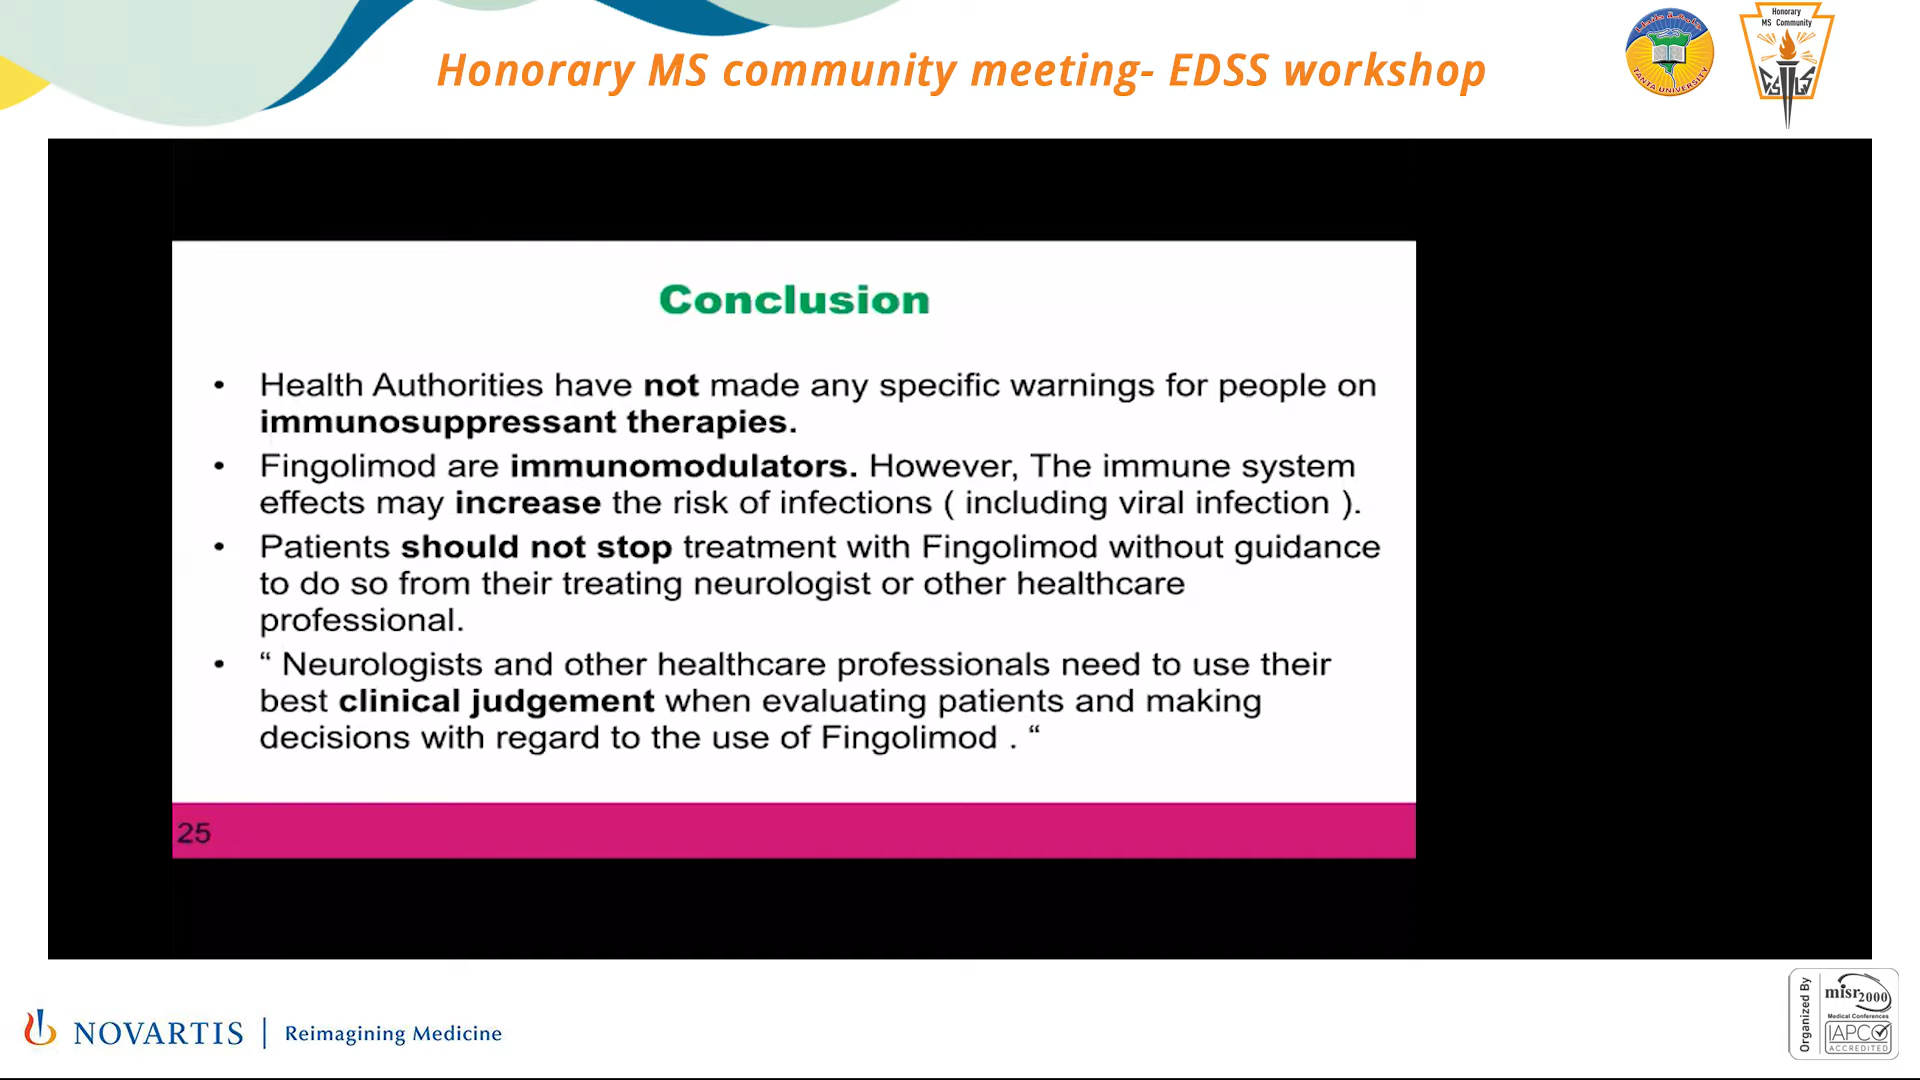 Honorary MS community meeting- EDSS workshop
TANTA UNIVERSITY
Honorary
MS Community
Conclusion
• Health Authorities have not made any specific warnings for people on
immunosuppressant therapies.
• Fingolimod are immunomodulators. However, The immune system
effects may increase the risk of infections ( including viral infection ).
• Patients should not stop treatment with Fingolimod without guidance
to do so from their treating neurologist or other healthcare
professional.
• “ Neurologists and other healthcare professionals need to use their
best clinical judgement when evaluating patients and making
decisions with regard to the use of Fingolimod . “
25
NOVARTIS | Reimagining Medicine
Organized By
misr2000
Medical Conferences
IAPCO
ACCREDITED